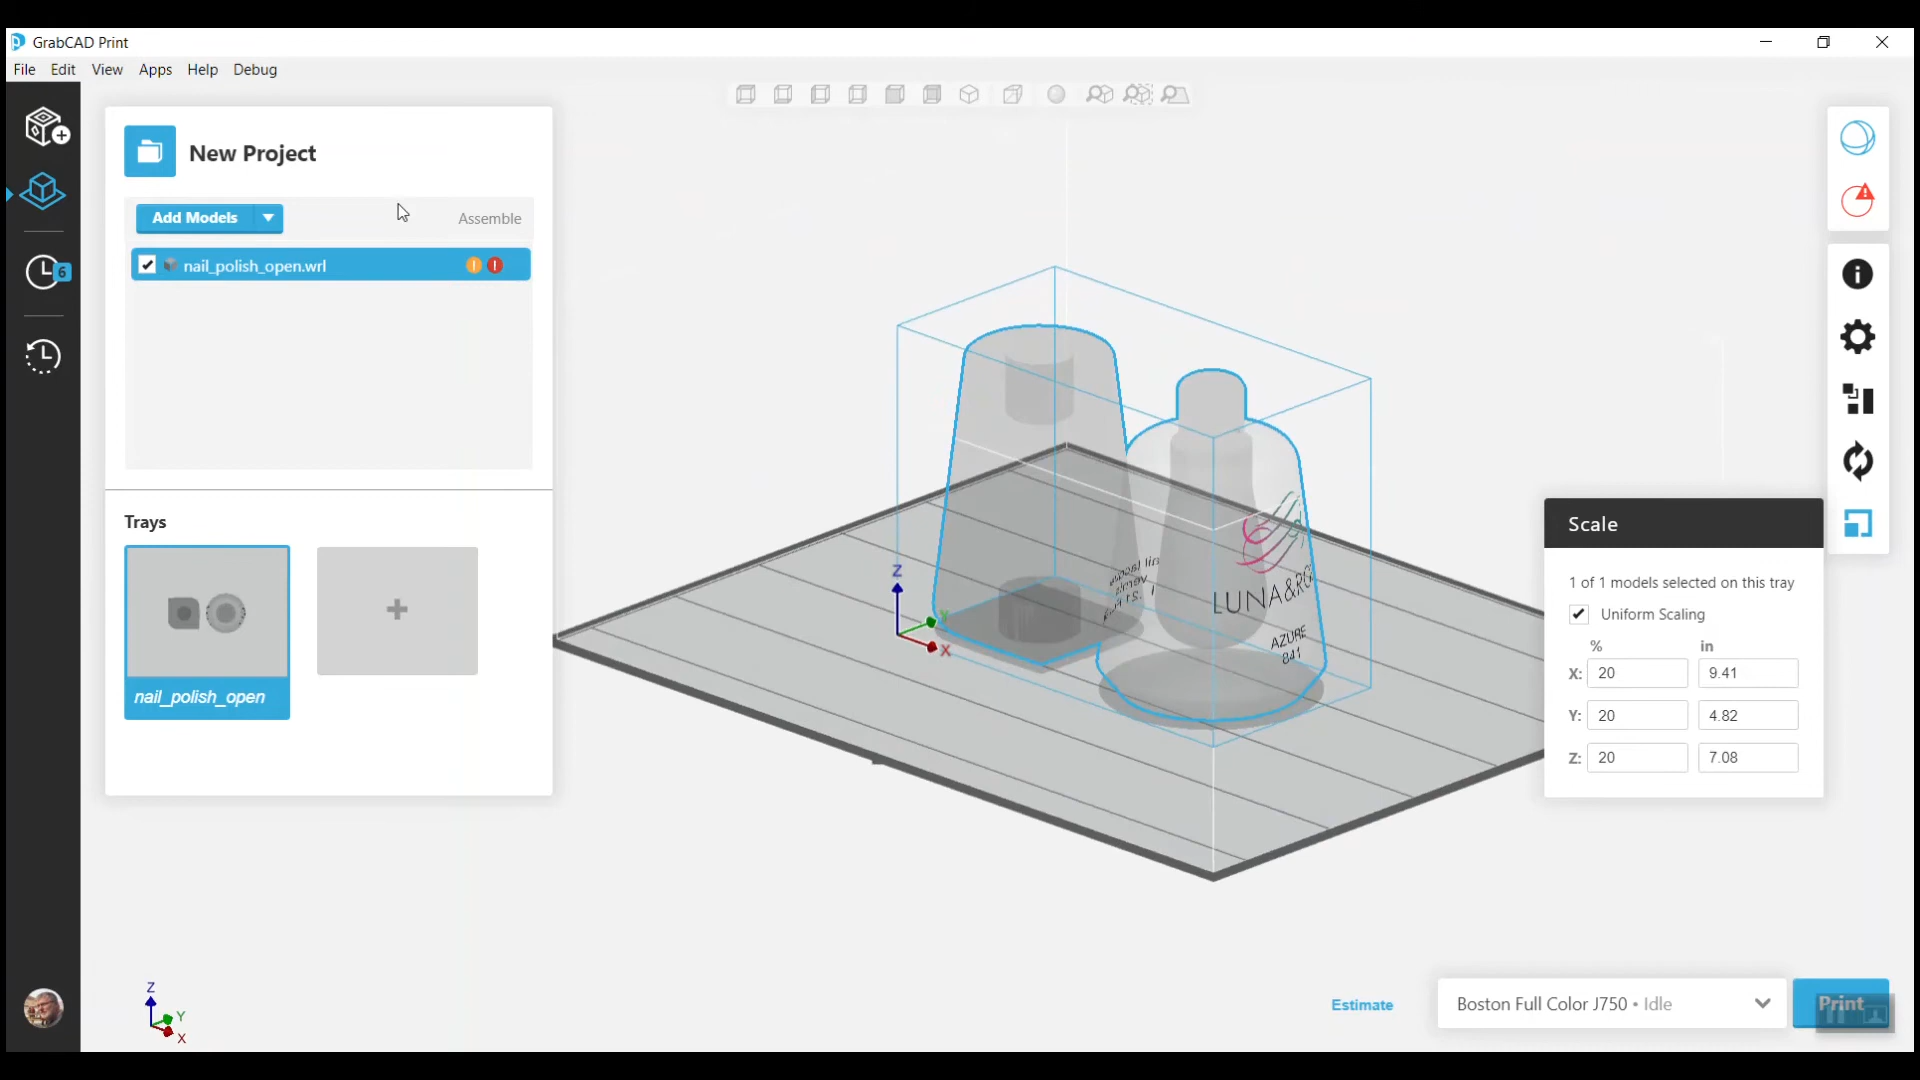 GrabCAD Print
File Edit View Apps Help Debug
New Project
Add Models
Assemble
nail_polish_open.wrl
6
Trays
nail_polish_open
Z
Y
X
LUNA&RO
AZURE
841
Scale
1 of 1 models selected on this tray
Uniform Scaling
% in
X: 20 9.41
Y: 20 4.82
Z: 20 7.08
Z
Y
X
Estimate
Boston Full Color J750 • Idle
Print